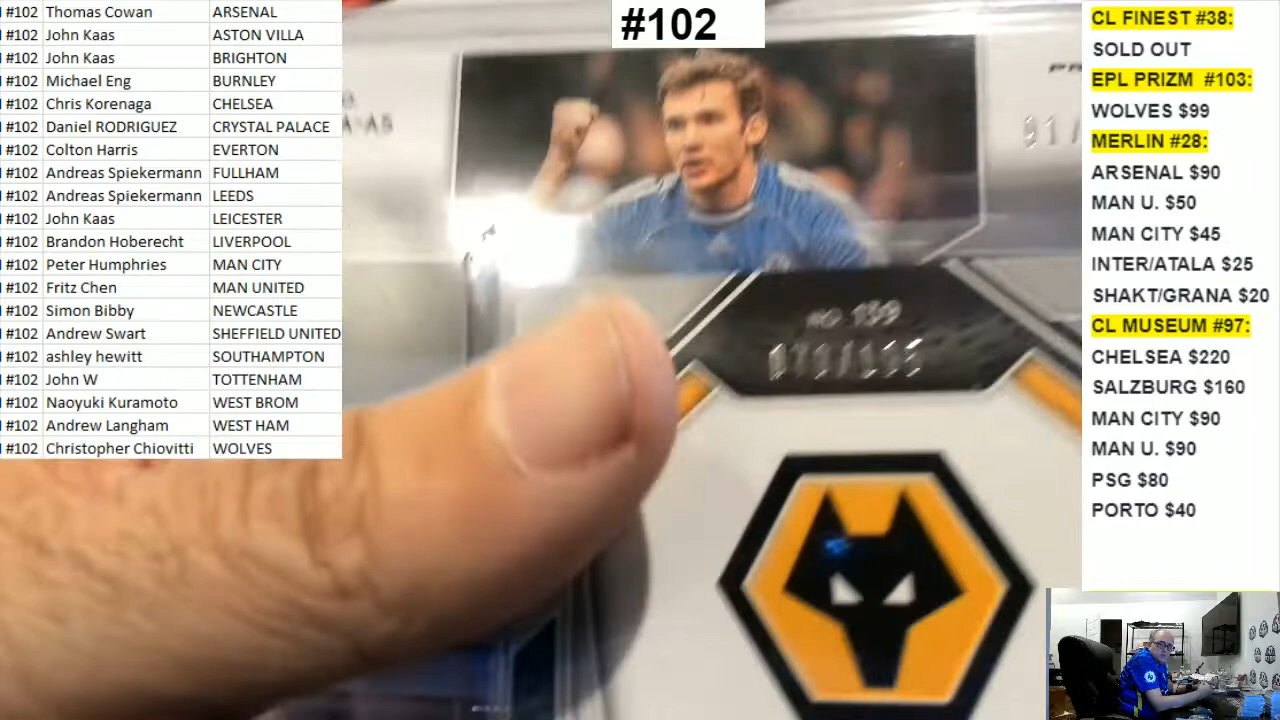 #102 Thomas Cowan ARSENAL
#102 John Kaas ASTON VILLA
#102 John Kaas BRIGHTON
#102 Michael Eng BURNLEY
#102 Chris Korenaga CHELSEA
#102 Daniel RODRIGUEZ CRYSTAL PALACE
#102 Colton Harris EVERTON
#102 Andreas Spiekermann FULLHAM
#102 Andreas Spiekermann LEEDS
#102 John Kaas LEICESTER
#102 Brandon Hoberecht LIVERPOOL
#102 Peter Humphries MAN CITY
#102 Fritz Chen MAN UNITED
#102 Simon Bibby NEWCASTLE
#102 Andrew Swart SHEFFIELD UNITED
#102 ashley hewitt SOUTHAMPTON
#102 John W TOTTENHAM
#102 Naoyuki Kuramoto WEST BROM
#102 Andrew Langham WEST HAM
#102 Christopher Chiovitti WOLVES
#102
NO. 159
CL FINEST #38:
SOLD OUT
EPL PRIZM #103:
WOLVES $99
MERLIN #28:
ARSENAL $90
MAN U. $50
MAN CITY $45
INTER/ATALA $25
SHAKT/GRANA $20
CL MUSEUM #97:
CHELSEA $220
SALZBURG $160
MAN CITY $90
MAN U. $90
PSG $80
PORTO $40